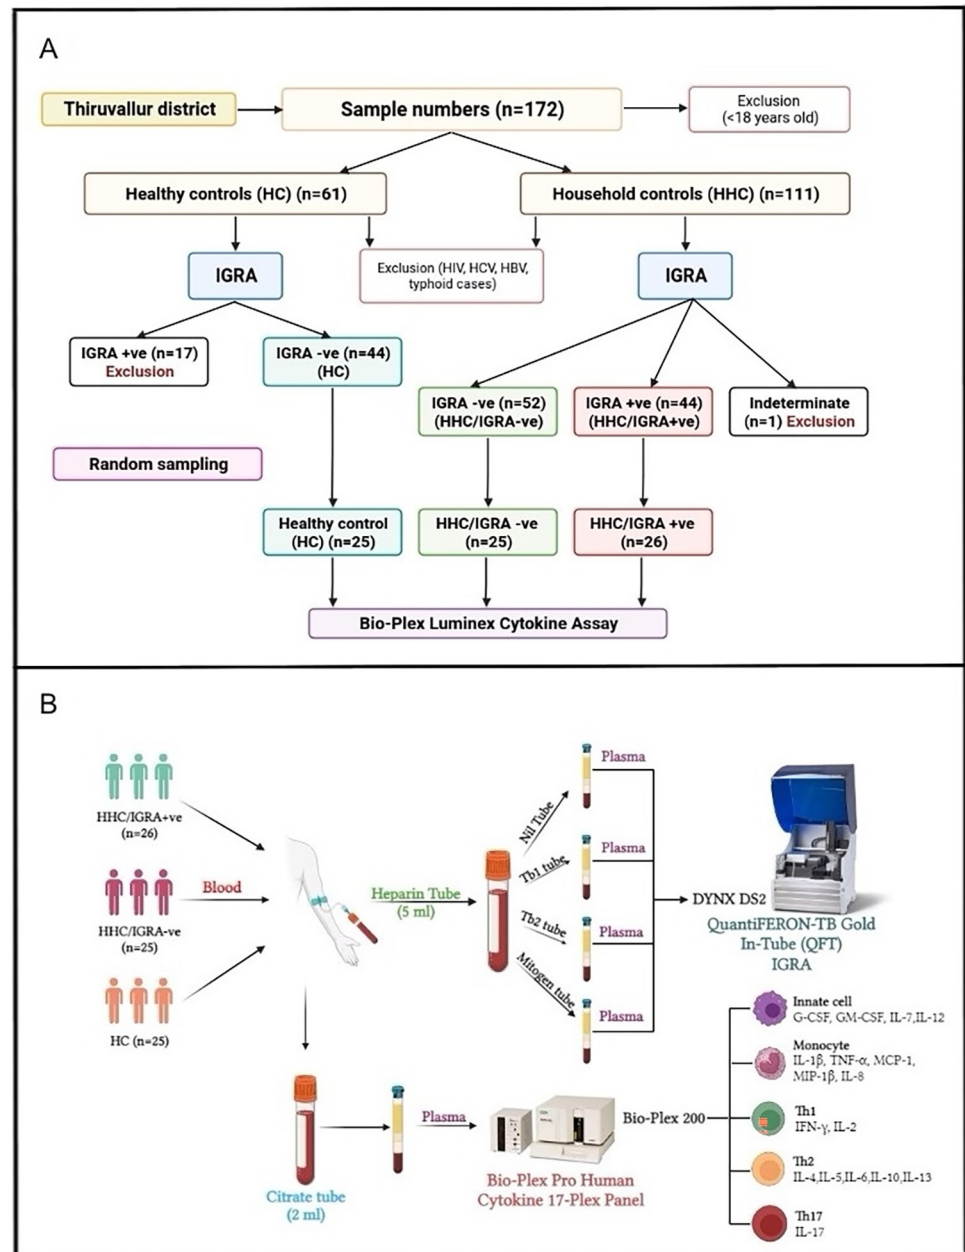 A
Thiruvallur district
Sample numbers (n=172)
Exclusion
(<18 years old)
Healthy controls (HC) (n=61)
Household controls (HHC) (n=111)
IGRA
Exclusion (HIV, HCV, HBV,
typhoid cases)
IGRA
IGRA +ve (n=17)
Exclusion
IGRA -ve (n=44)
(HC)
IGRA -ve (n=52)
(HHC/IGRA-ve)
IGRA +ve (n=44)
(HHC/IGRA+ve)
Indeterminate
(n=1) Exclusion
Random sampling
Healthy control
(HC) (n=25)
HHC/IGRA -ve
(n=25)
HHC/IGRA +ve
(n=26)
Bio-Plex Luminex Cytokine Assay
B
HHC/IGRA+ve
(n=26)
HHC/IGRA-ve
(n=25)
HC (n=25)
Blood
Heparin Tube
(5 ml)
Nil Tube
Tb1 tube
Tb2 tube
Mitogen tube
Plasma
Plasma
Plasma
Plasma
DYNX DS2
QuantiFERON-TB Gold
In-Tube (QFT)
IGRA
Citrate tube
(2 ml)
Plasma
Bio-Plex Pro Human
Cytokine 17-Plex Panel
Bio-Plex 200
Innate cell
G-CSF, GM-CSF, IL-7,IL-12
Monocyte
IL-1β, TNF-α, MCP-1,
MIP-1β, IL-8
Th1
IFN-γ, IL-2
Th2
IL-4,IL-5,IL-6,IL-10,IL-13
Th17
IL-17